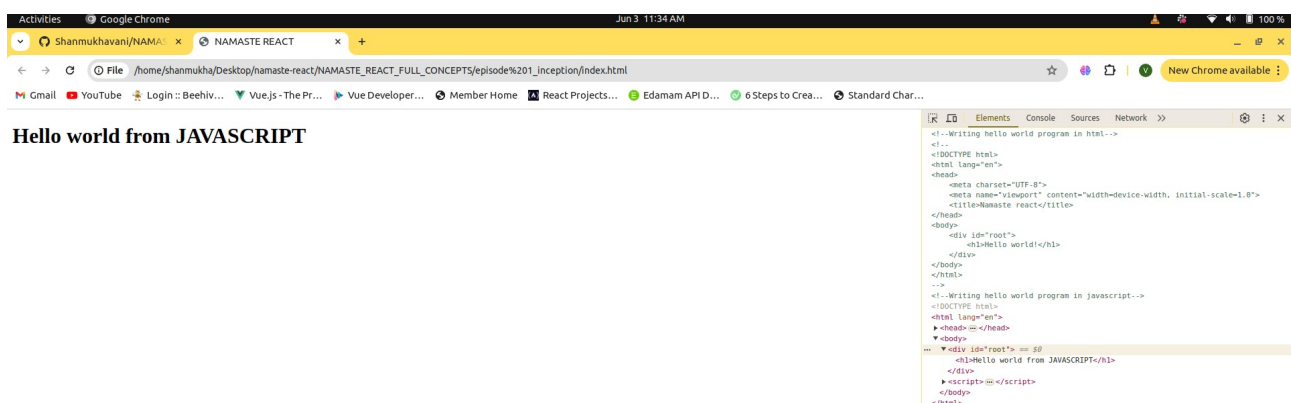 Activities Google Chrome Jun 3 11:34 AM 100 %
Shanmukhavani/NAMAS × NAMASTE REACT × +
File /home/shanmukha/Desktop/namaste-react/NAMASTE_REACT_FULL_CONCEPTS/episode%201_inception/index.html V New Chrome available
Gmail YouTube Login :: Beehiv... Vue.js - The Pr... Vue Developer... Member Home React Projects... Edamam API D... 6 Steps to Crea... Standard Char...
Hello world from JAVASCRIPT
Elements Console Sources Network >>
<!--Writing hello world program in html-->
<!--
<!DOCTYPE html>
<html lang="en">
<head>
<meta charset="UTF-8">
<meta name="viewport" content="width=device-width, initial-scale=1.0">
<title>Namaste react</title>
</head>
<body>
<div id="root">
<h1>Hello world!</h1>
</div>
</body>
</html>
-->
<!--Writing hello world program in javascript-->
<!DOCTYPE html>
<html lang="en">
<head> ... </head>
<body>
... <div id="root"> == $0
<h1>Hello world from JAVASCRIPT</h1>
</div>
<script> ... </script>
</body>
</html>